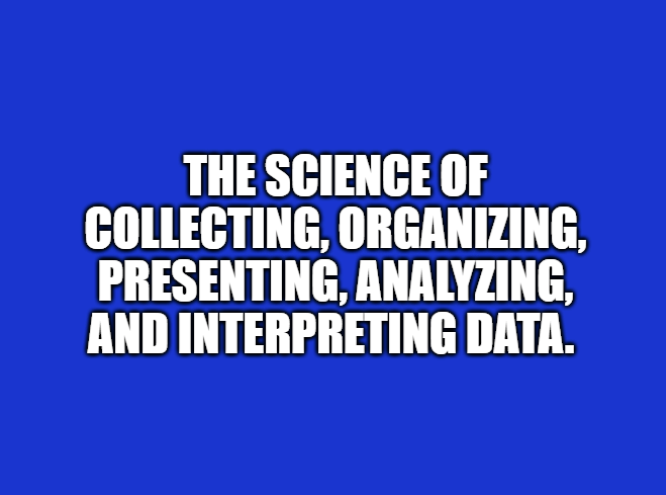 THE SCIENCE OF
COLLECTING, ORGANIZING,
PRESENTING, ANALYZING,
AND INTERPRETING DATA.